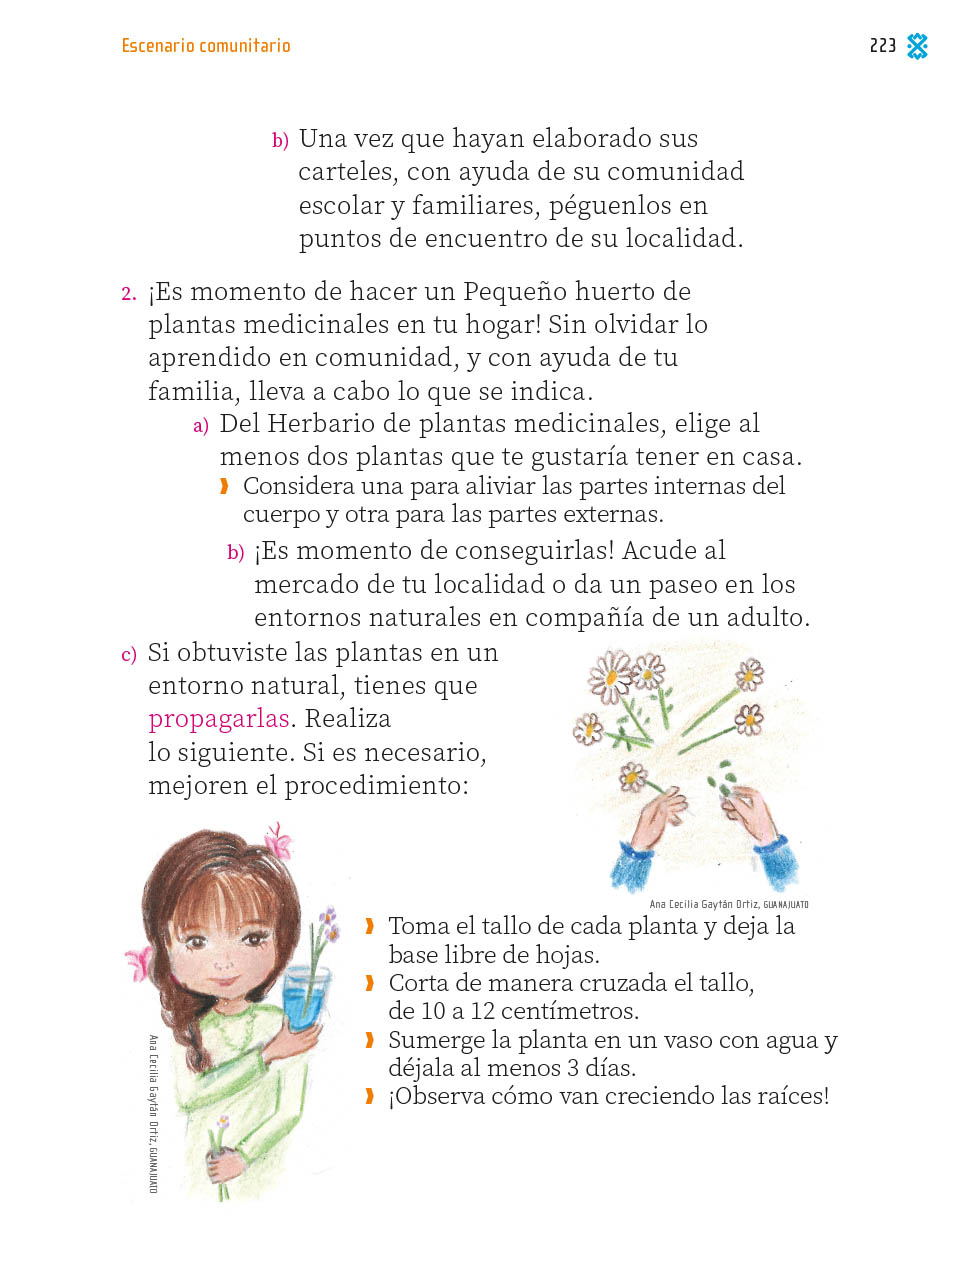 Escenario comunitario
223
b) Una vez que hayan elaborado sus
carteles, con ayuda de su comunidad
escolar y familiares, péguenlos en
puntos de encuentro de su localidad.
2. ¡Es momento de hacer un Pequeño huerto de
plantas medicinales en tu hogar! Sin olvidar lo
aprendido en comunidad, y con ayuda de tu
familia, lleva a cabo lo que se indica.
a) Del Herbario de plantas medicinales, elige al
menos dos plantas que te gustaría tener en casa.
Considera una para aliviar las partes internas del
cuerpo y otra para las partes externas.
b) ¡Es momento de conseguirlas! Acude al
mercado de tu localidad o da un paseo en los
entornos naturales en compañía de un adulto.
c) Si obtuviste las plantas en un
entorno natural, tienes que
propagarlas. Realiza
lo siguiente. Si es necesario,
mejoren el procedimiento:
Ana Cecilia Gaytán Ortiz, GUANAJUATO
Toma el tallo de cada planta y deja la
base libre de hojas.
Corta de manera cruzada el tallo,
de 10 a 12 centímetros.
Sumerge la planta en un vaso con agua y
déjala al menos 3 días.
¡Observa cómo van creciendo las raíces!
Ana Cecilia Gaytán Ortiz, GUANAJUATO